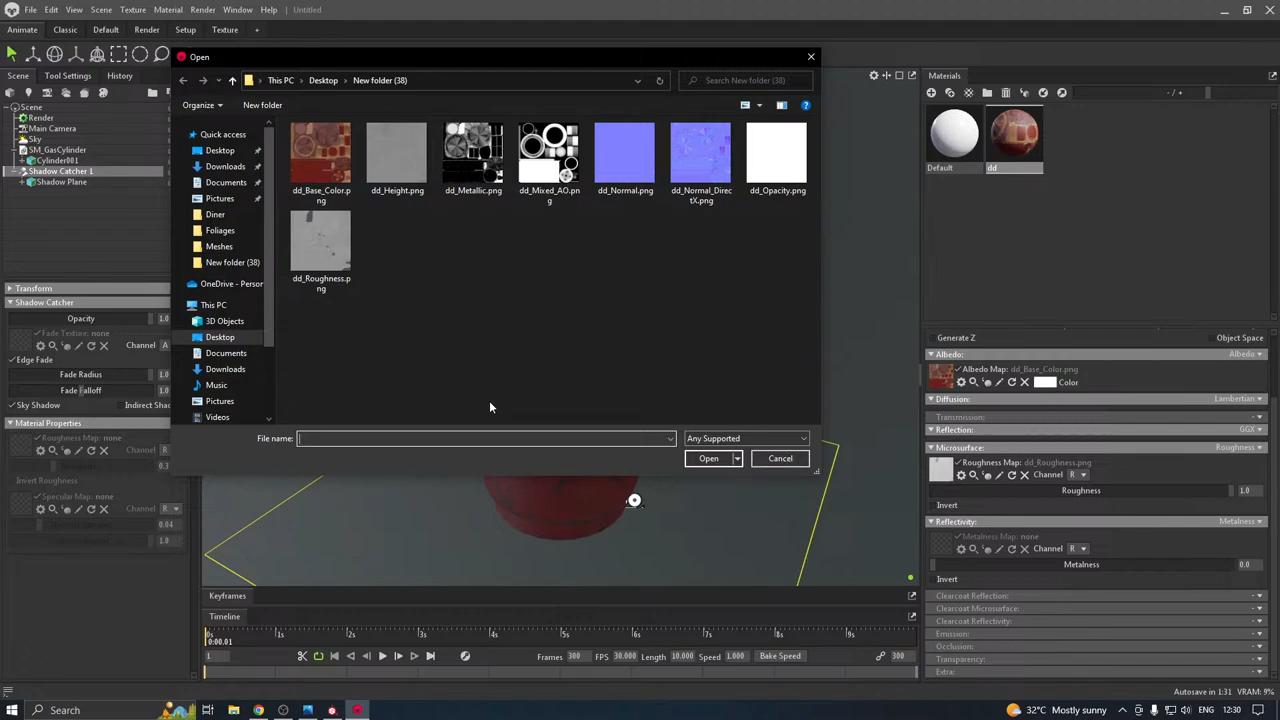 File Edit View Scene Texture Material Render Window Help Untitled
Animate Classic Default Render Setup Texture +
Scene Tool Settings History
Scene
Render
Main Camera
Sky
SM_GasCylinder
Cylinder001
Shadow Catcher 1
Shadow Plane
Transform
Shadow Catcher
Opacity 1.0
Fade Texture: none
Channel A
Edge Fade
Fade Radius 1.0
Fade Falloff 1.0
Sky Shadow Indirect Shad
Material Properties
Roughness Map: none
Channel R
0.3
Invert Roughness
Specular Map: none
Channel R
0.04
1.0
Open
This PC Desktop New folder (38)
Search New folder (38)
Organize New folder
Quick access
Desktop
Downloads
Documents
Pictures
Diner
Foliages
Meshes
New folder (38)
OneDrive - Person
This PC
3D Objects
Desktop
Documents
Downloads
Music
Pictures
Videos
dd_Base_Color.p
ng
dd_Height.png
dd_Metallic.png
dd_Mixed_AO.pn
g
dd_Normal.png
dd_Normal_Direc
tX.png
dd_Opacity.png
dd_Roughness.p
ng
File name: Any Supported
Open Cancel
Materials
- / +
Default
dd
Generate Z Object Space
Albedo: Albedo
Albedo Map: dd_Base_Color.png
Color
Diffusion: Lambertian
Transmission:
Reflection: GGX
Microsurface: Roughness
Roughness Map: dd_Roughness.png
Channel R
Roughness 1.0
Invert
Reflectivity: Metalness
Metalness Map: none
Channel R
Metalness 0.0
Invert
Clearcoat Reflection:
Clearcoat Microsurface:
Clearcoat Reflectivity:
Emission:
Occlusion:
Transparency:
Extra:
Keyframes
Timeline
0s 1s 2s 3s 4s 5s 6s 7s 8s 9s
0:00.01
1 Frames 300 FPS 30.000 Length 10.000 Speed 1.000 Bake Speed 300
Autosave in 1:31 VRAM: 9%
Search 32°C Mostly sunny ENG 12:30